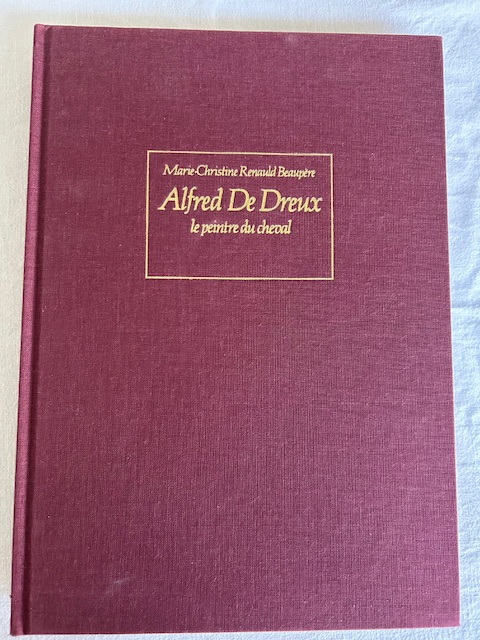 Marie-Christine Renauld Beaupère
Alfred De Dreux
le peintre du cheval